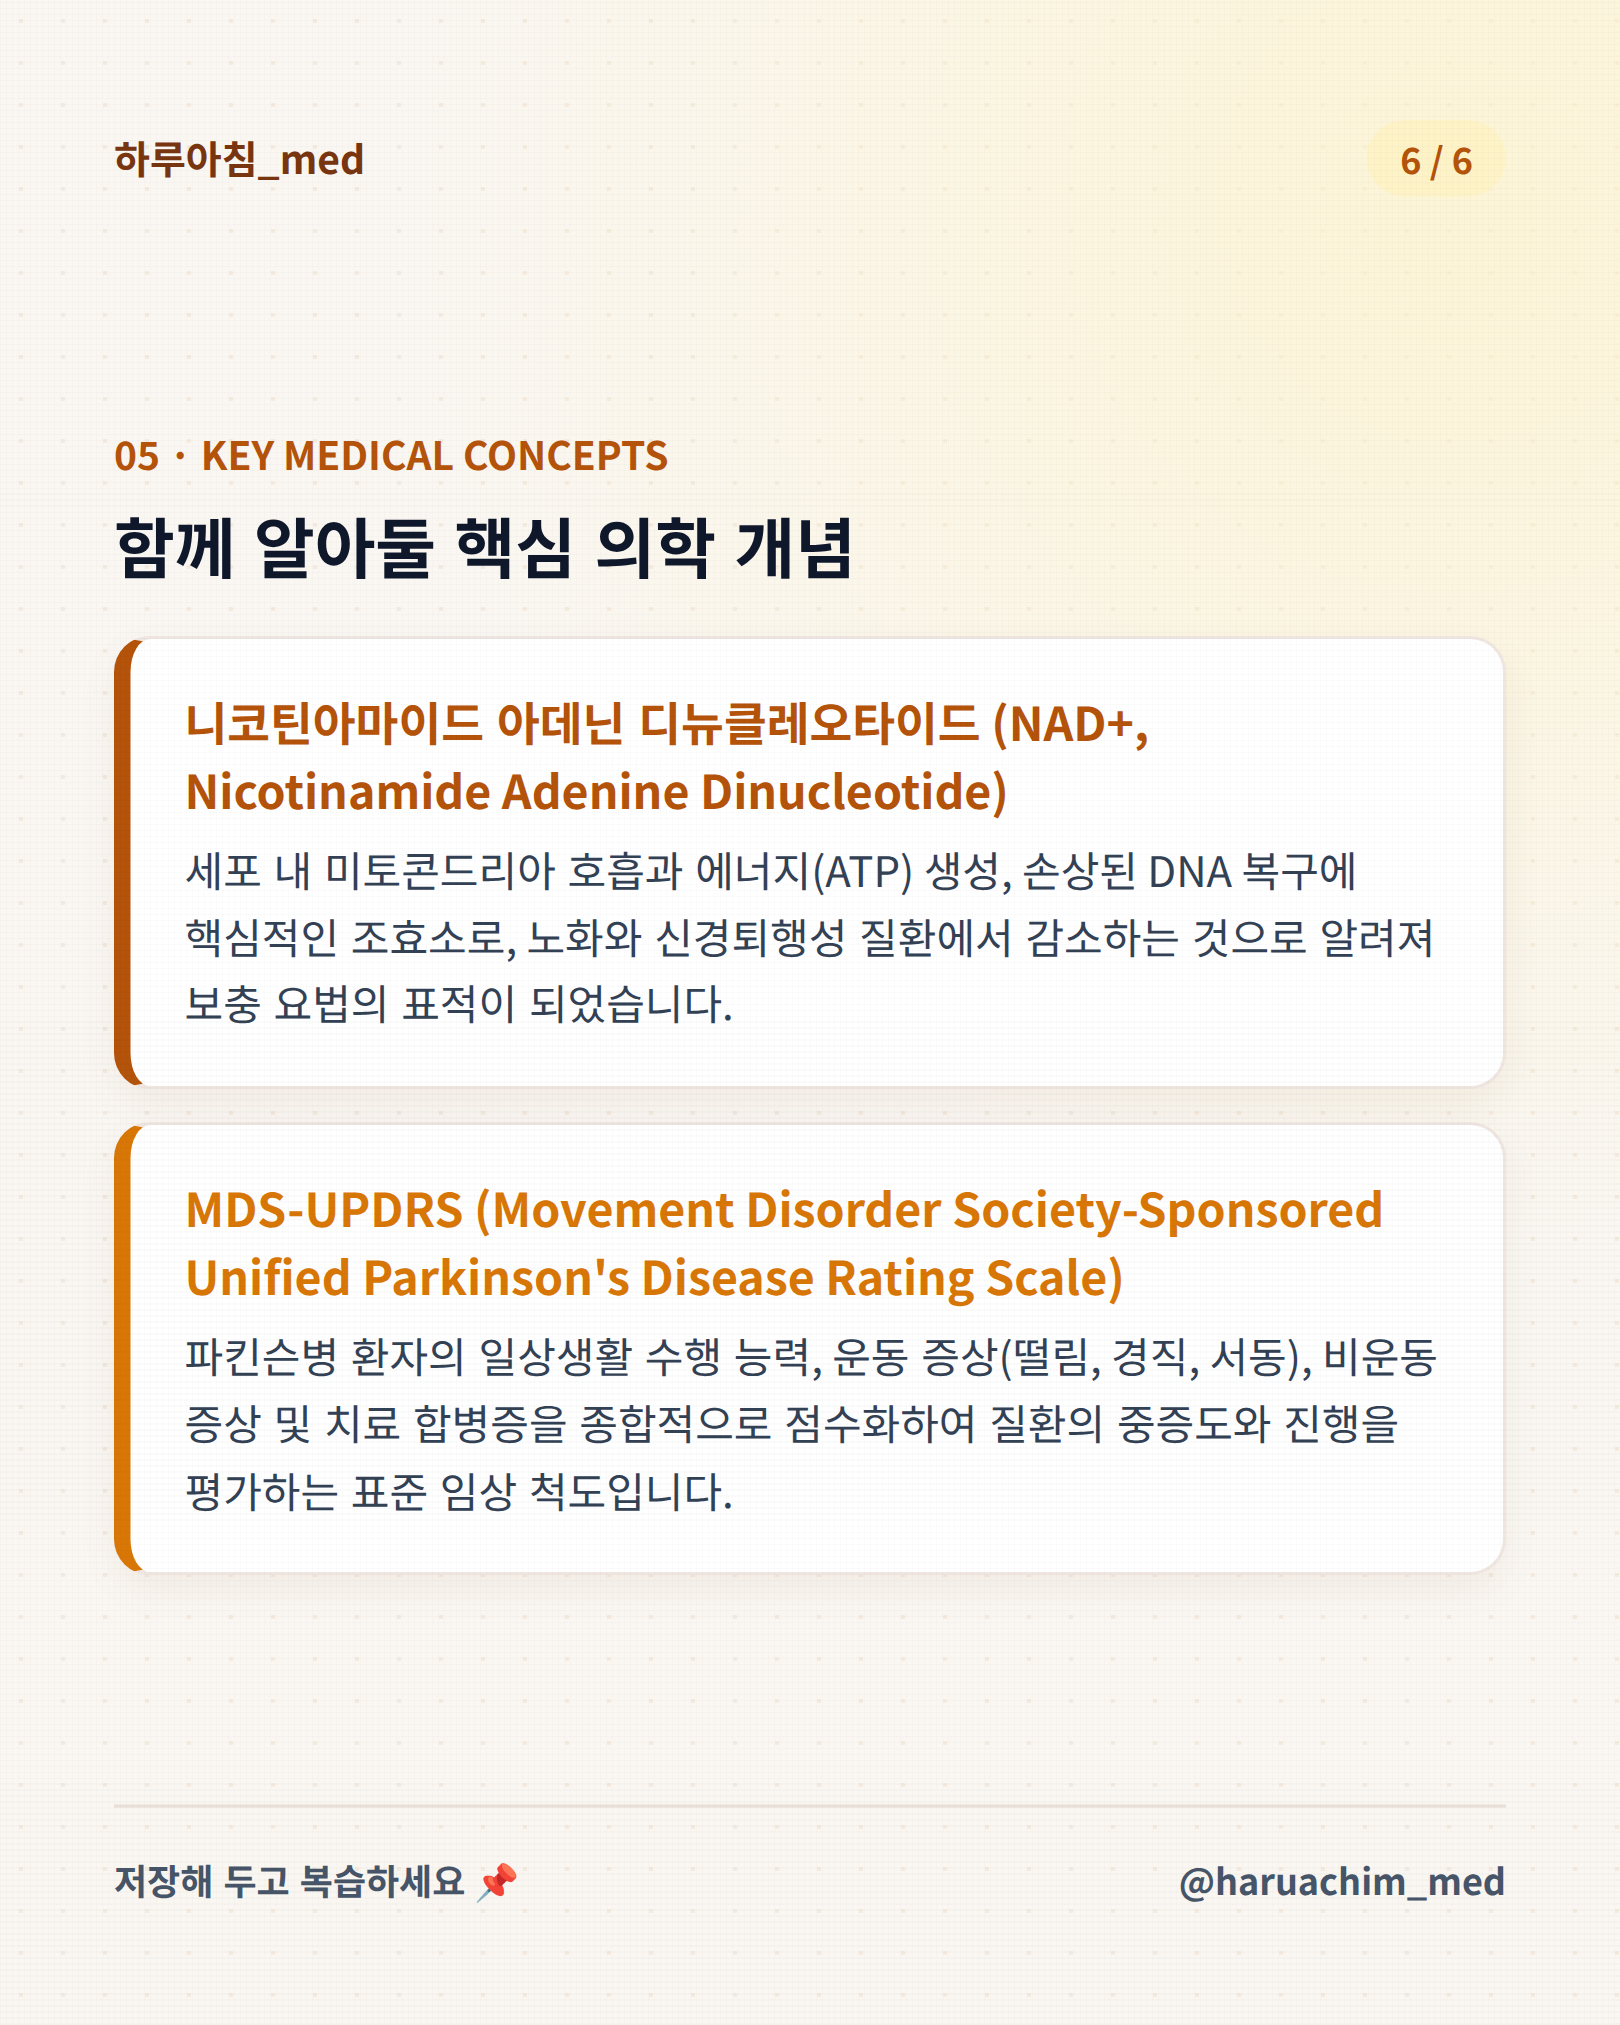 하루아침_med
6 / 6
05 · KEY MEDICAL CONCEPTS
함께 알아둘 핵심 의학 개념
니코틴아마이드 아데닌 디뉴클레오타이드 (NAD+,
Nicotinamide Adenine Dinucleotide)
세포 내 미토콘드리아 호흡과 에너지(ATP) 생성, 손상된 DNA 복구에
핵심적인 조효소로, 노화와 신경퇴행성 질환에서 감소하는 것으로 알려져
보충 요법의 표적이 되었습니다.
MDS-UPDRS (Movement Disorder Society-Sponsored
Unified Parkinson's Disease Rating Scale)
파킨슨병 환자의 일상생활 수행 능력, 운동 증상(떨림, 경직, 서동), 비운동
증상 및 치료 합병증을 종합적으로 점수화하여 질환의 중증도와 진행을
평가하는 표준 임상 척도입니다.
저장해 두고 복습하세요 📌
@haruachim_med